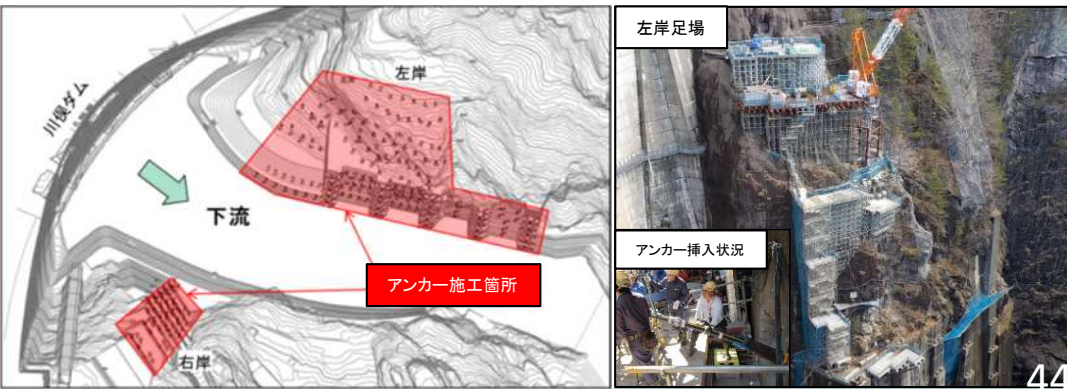 川俣ダム
左岸
下流
アンカー施工箇所
右岸
左岸足場
アンカー挿入状況
44